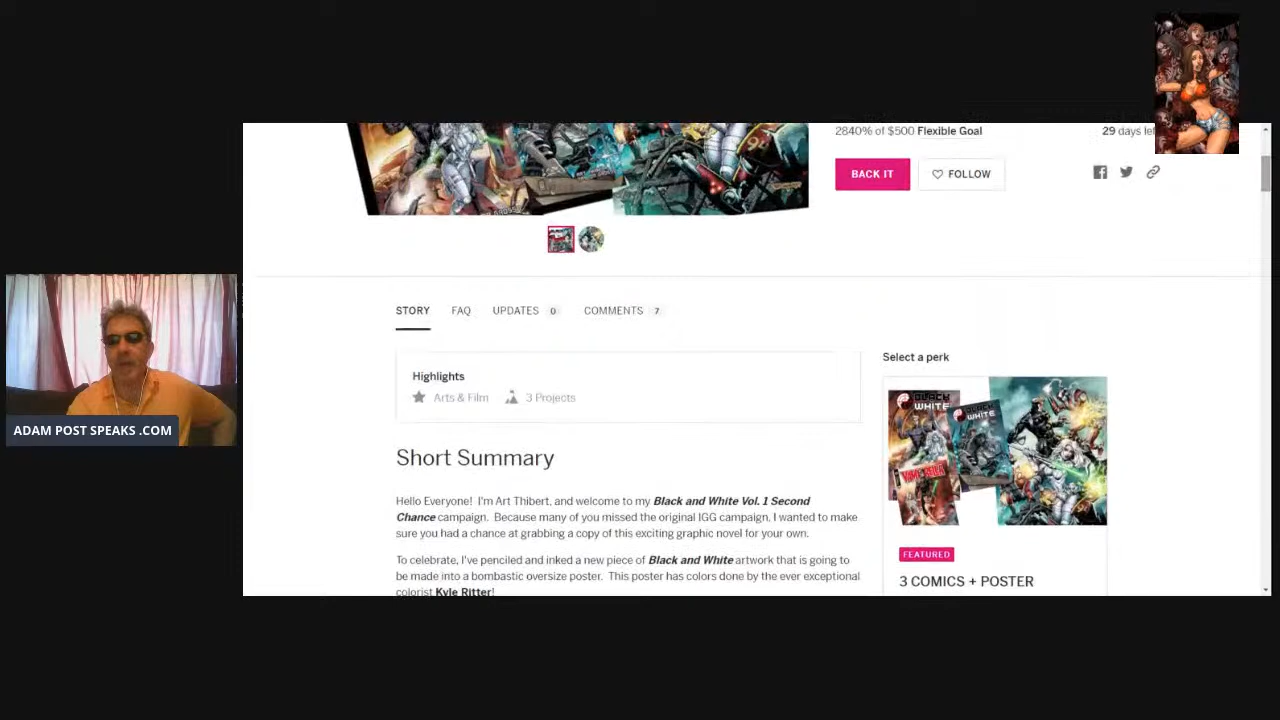 2840% of $500 Flexible Goal
29 days left
BACK IT
FOLLOW
STORY
FAQ
UPDATES 0
COMMENTS 7
Highlights
Arts & Film
3 Projects
Short Summary
Hello Everyone! I'm Art Thibert, and welcome to my Black and White Vol. 1 Second
Chance campaign. Because many of you missed the original IGG campaign, I wanted to make
sure you had a chance at grabbing a copy of this exciting graphic novel for your own.
To celebrate, I've penciled and inked a new piece of Black and White artwork that is going to
be made into a bombastic oversize poster. This poster has colors done by the ever exceptional
colorist Kyle Ritter!
Select a perk
BLACK
WHITE
BLACK
WHITE
FEATURED
3 COMICS + POSTER
ADAM POST SPEAKS .COM